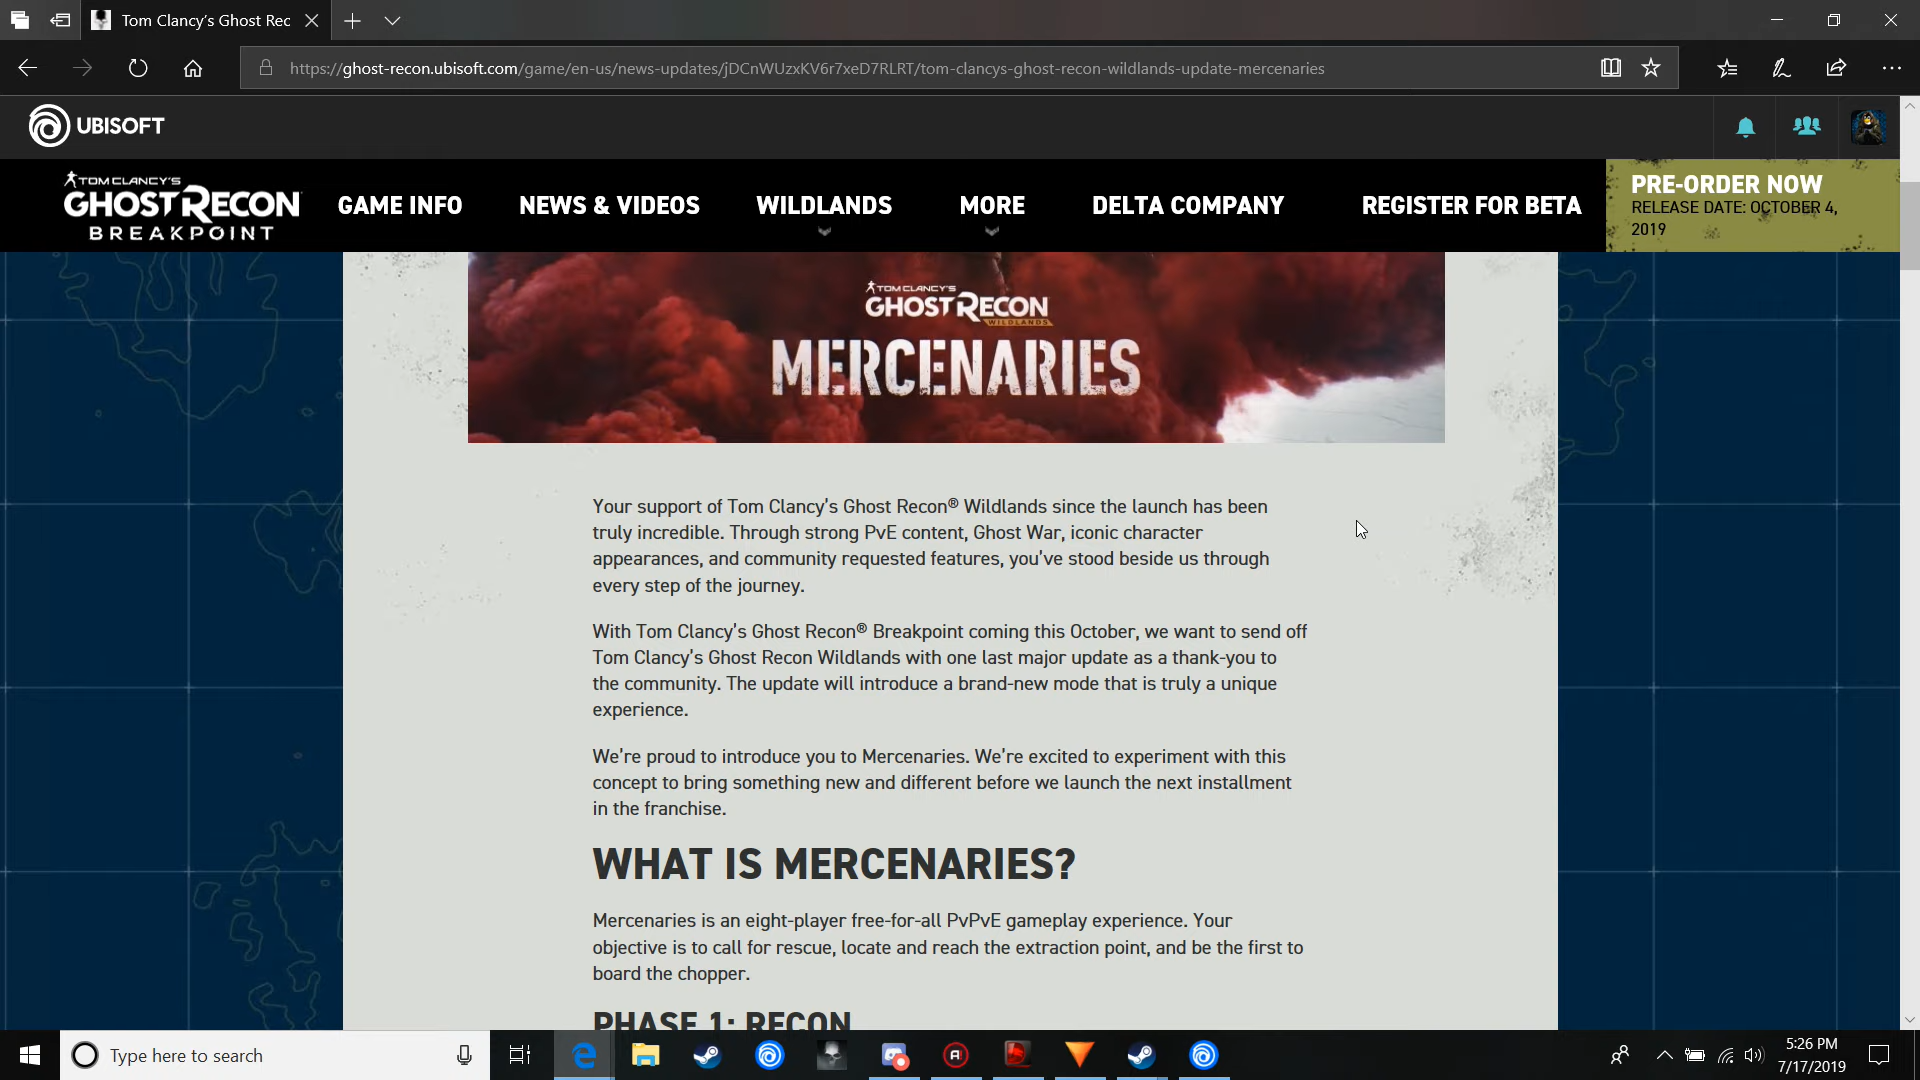 Tom Clancy's Ghost Rec
https://ghost-recon.ubisoft.com/game/en-us/news-updates/jDCnWUzxKV6r7xeD7RLRT/tom-clancys-ghost-recon-wildlands-update-mercenaries
UBISOFT
TOM CLANCY'S
GHOST RECON
BREAKPOINT
GAME INFO
NEWS & VIDEOS
WILDLANDS
MORE
DELTA COMPANY
REGISTER FOR BETA
PRE-ORDER NOW
RELEASE DATE: OCTOBER 4,
2019
TOM CLANCY'S
GHOST RECON
WILDLANDS
MERCENARIES
Your support of Tom Clancy's Ghost Recon® Wildlands since the launch has been
truly incredible. Through strong PvE content, Ghost War, iconic character
appearances, and community requested features, you've stood beside us through
every step of the journey.
With Tom Clancy's Ghost Recon® Breakpoint coming this October, we want to send off
Tom Clancy's Ghost Recon Wildlands with one last major update as a thank-you to
the community. The update will introduce a brand-new mode that is truly a unique
experience.
We're proud to introduce you to Mercenaries. We're excited to experiment with this
concept to bring something new and different before we launch the next installment
in the franchise.
WHAT IS MERCENARIES?
Mercenaries is an eight-player free-for-all PvPvE gameplay experience. Your
objective is to call for rescue, locate and reach the extraction point, and be the first to
board the chopper.
PHASE 1: RECON
Type here to search
5:26 PM
7/17/2019